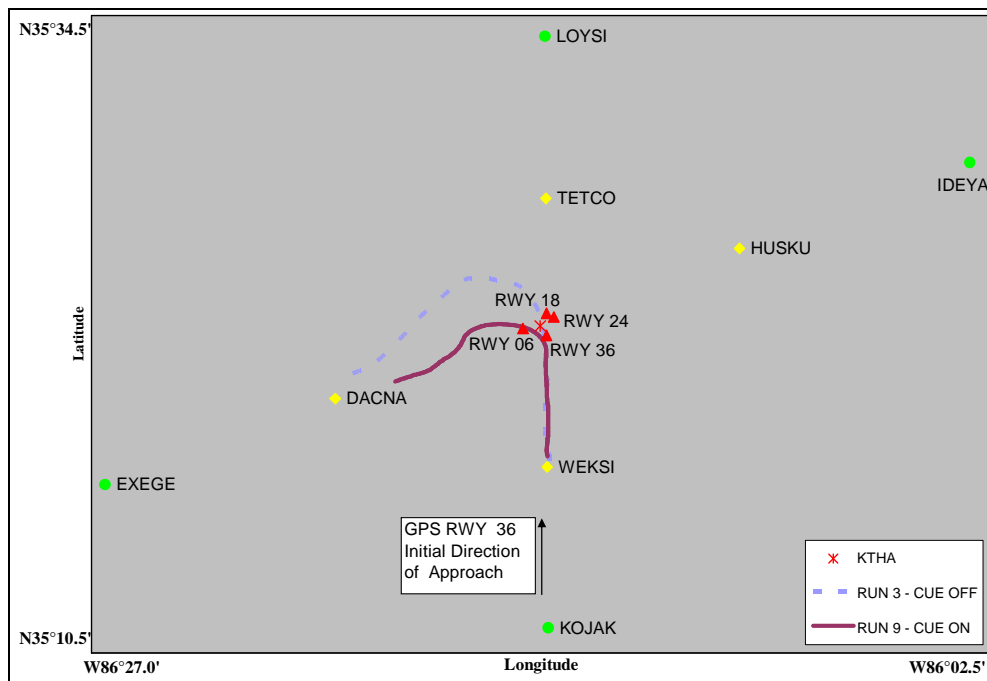 N35°34.5'
LOYSI
IDEYA
TETCO
HUSKU
RWY 18
RWY 24
RWY 06
RWY 36
Latitude
DACNA
WEKSI
EXEGE
GPS RWY 36
Initial Direction
of Approach
KTHA
RUN 3 - CUE OFF
RUN 9 - CUE ON
KOJAK
N35°10.5'
W86°27.0'
Longitude
W86°02.5'